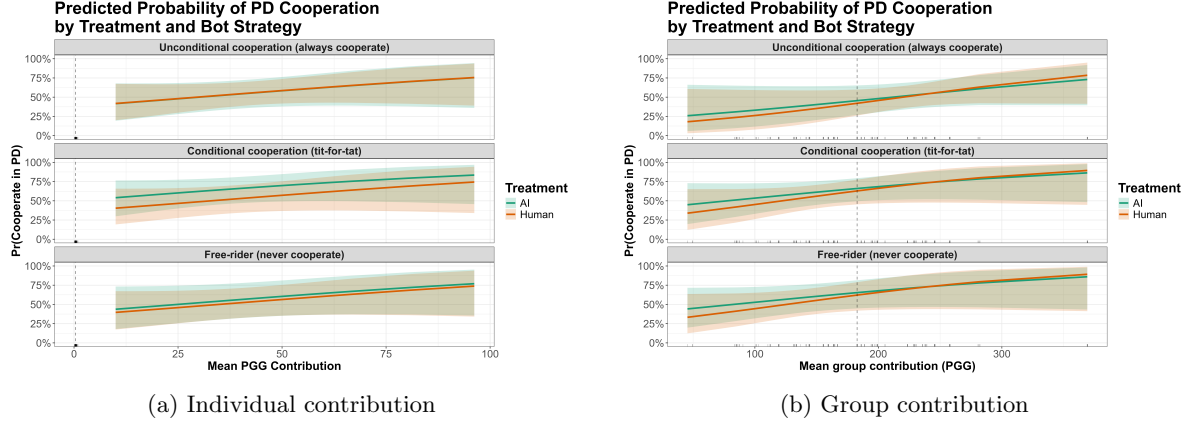 Predicted Probability of PD Cooperation
by Treatment and Bot Strategy
Unconditional cooperation (always cooperate)
100%
75%
50%
25%
0%
Conditional cooperation (tit-for-tat)
100%
75%
50%
25%
0%
Free-rider (never cooperate)
100%
75%
50%
25%
0%
Pr(Cooperate in PD)
0 25 50 75 100
Mean PGG Contribution
Treatment
AI
Human
(a) Individual contribution
Predicted Probability of PD Cooperation
by Treatment and Bot Strategy
Unconditional cooperation (always cooperate)
100%
75%
50%
25%
0%
Conditional cooperation (tit-for-tat)
100%
75%
50%
25%
0%
Free-rider (never cooperate)
100%
75%
50%
25%
0%
Pr(Cooperate in PD)
100 200 300
Mean group contribution (PGG)
Treatment
AI
Human
(b) Group contribution